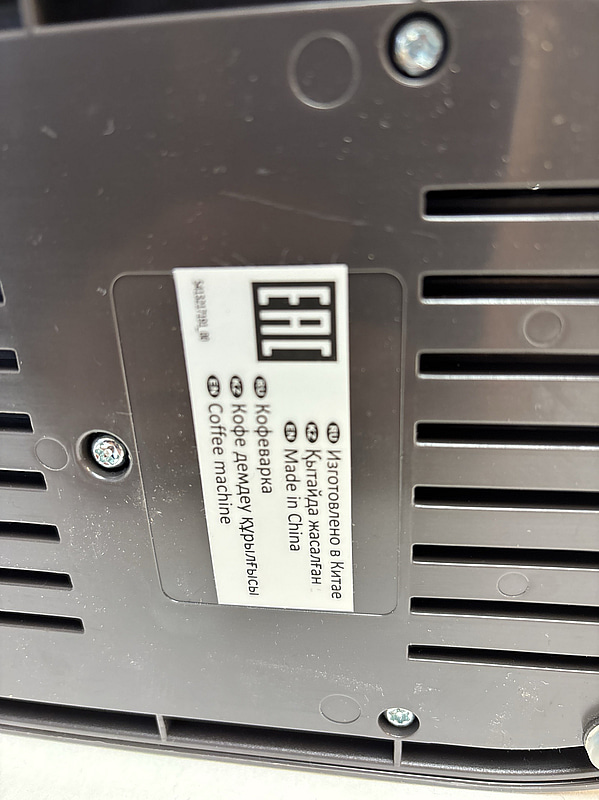 EAC
RU Изготовлено в Китае
KZ Қытайда жасалған
EN Made in China
RU Кофеварка
KZ Кофе демдеу құрылғысы
EN Coffee machine